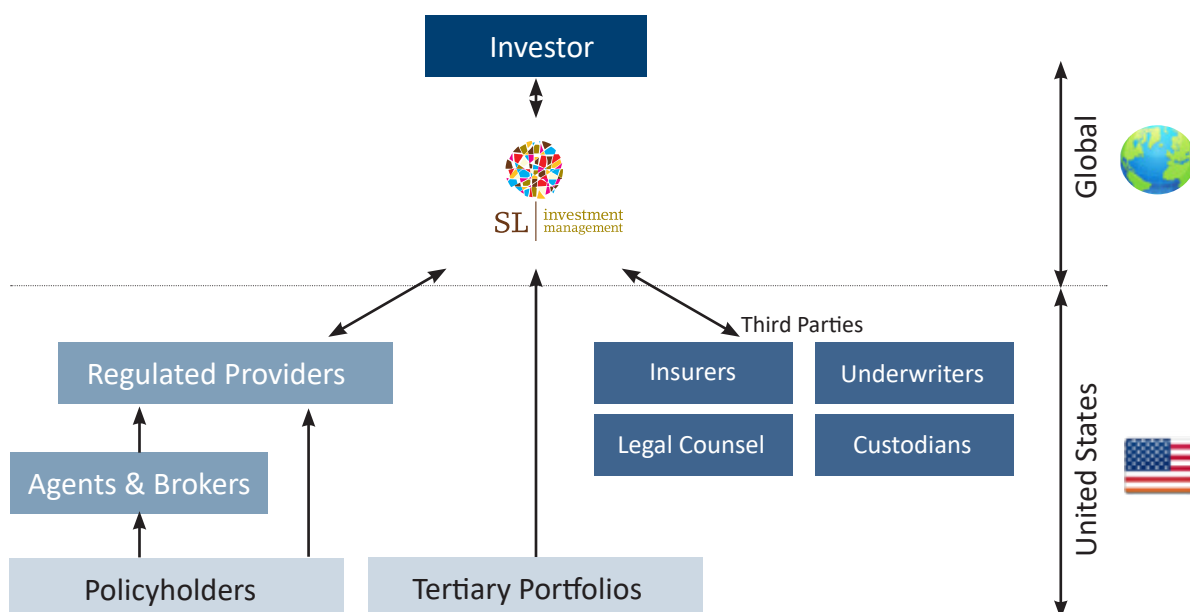 Investor
Global
SL
investment
management
Third Parties
Regulated Providers
Insurers
Underwriters
Legal Counsel
Custodians
Agents & Brokers
United States
Policyholders
Tertiary Portfolios